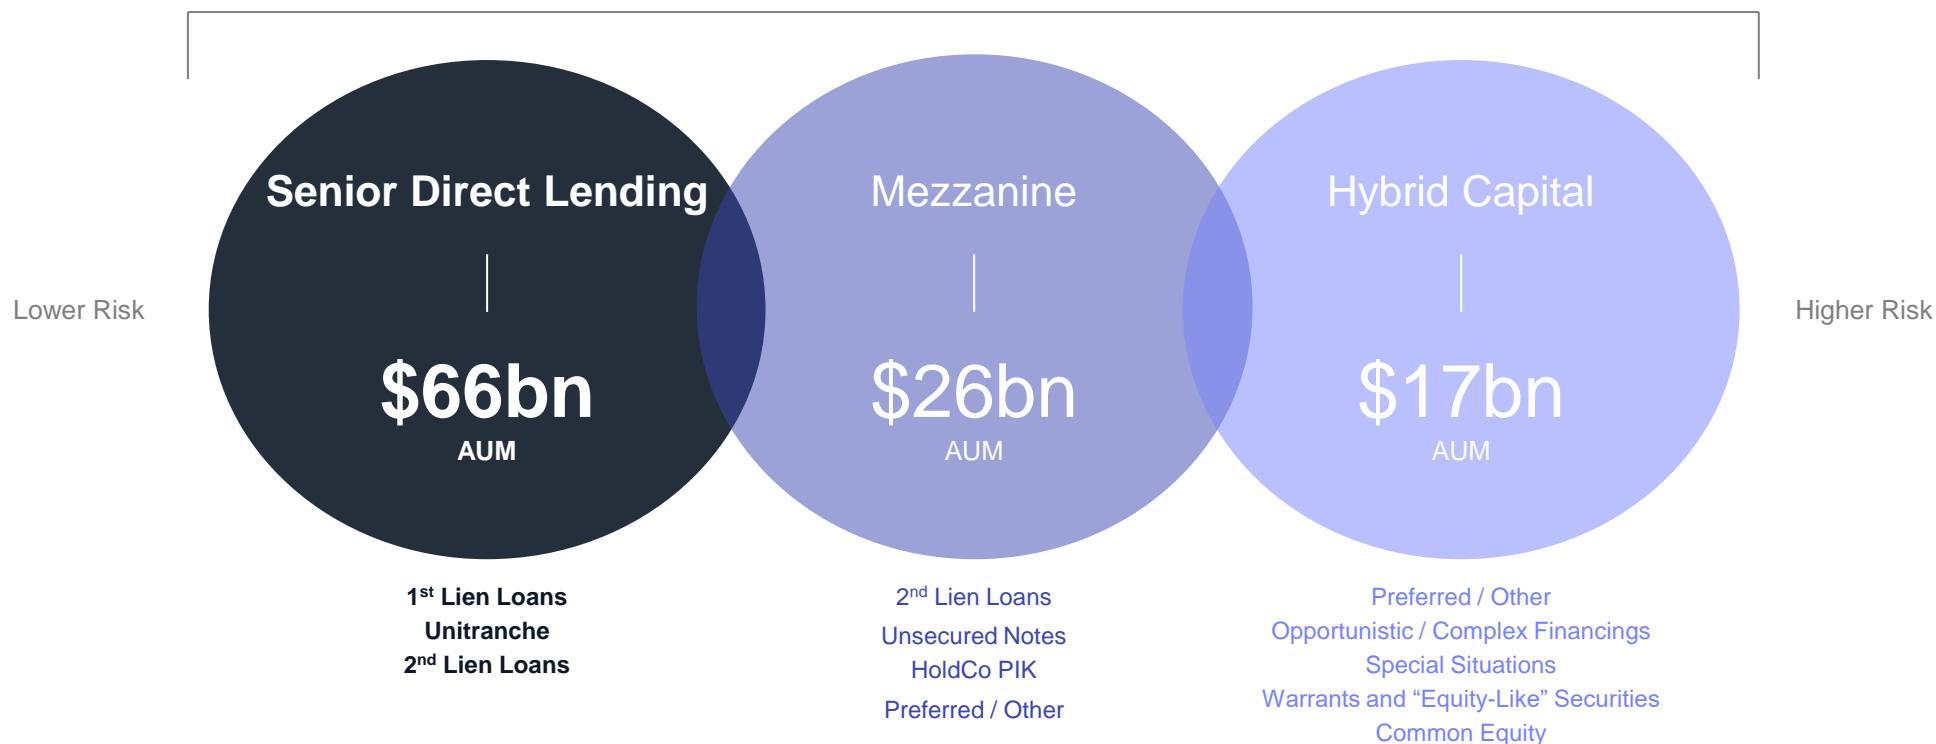 Lower Risk
Senior Direct Lending
$66bn
AUM
1st Lien Loans
Unitranche
2nd Lien Loans
Mezzanine
$26bn
AUM
2nd Lien Loans
Unsecured Notes
HoldCo PIK
Preferred / Other
Hybrid Capital
$17bn
AUM
Preferred / Other
Opportunistic / Complex Financings
Special Situations
Warrants and “Equity-Like” Securities
Common Equity
Higher Risk